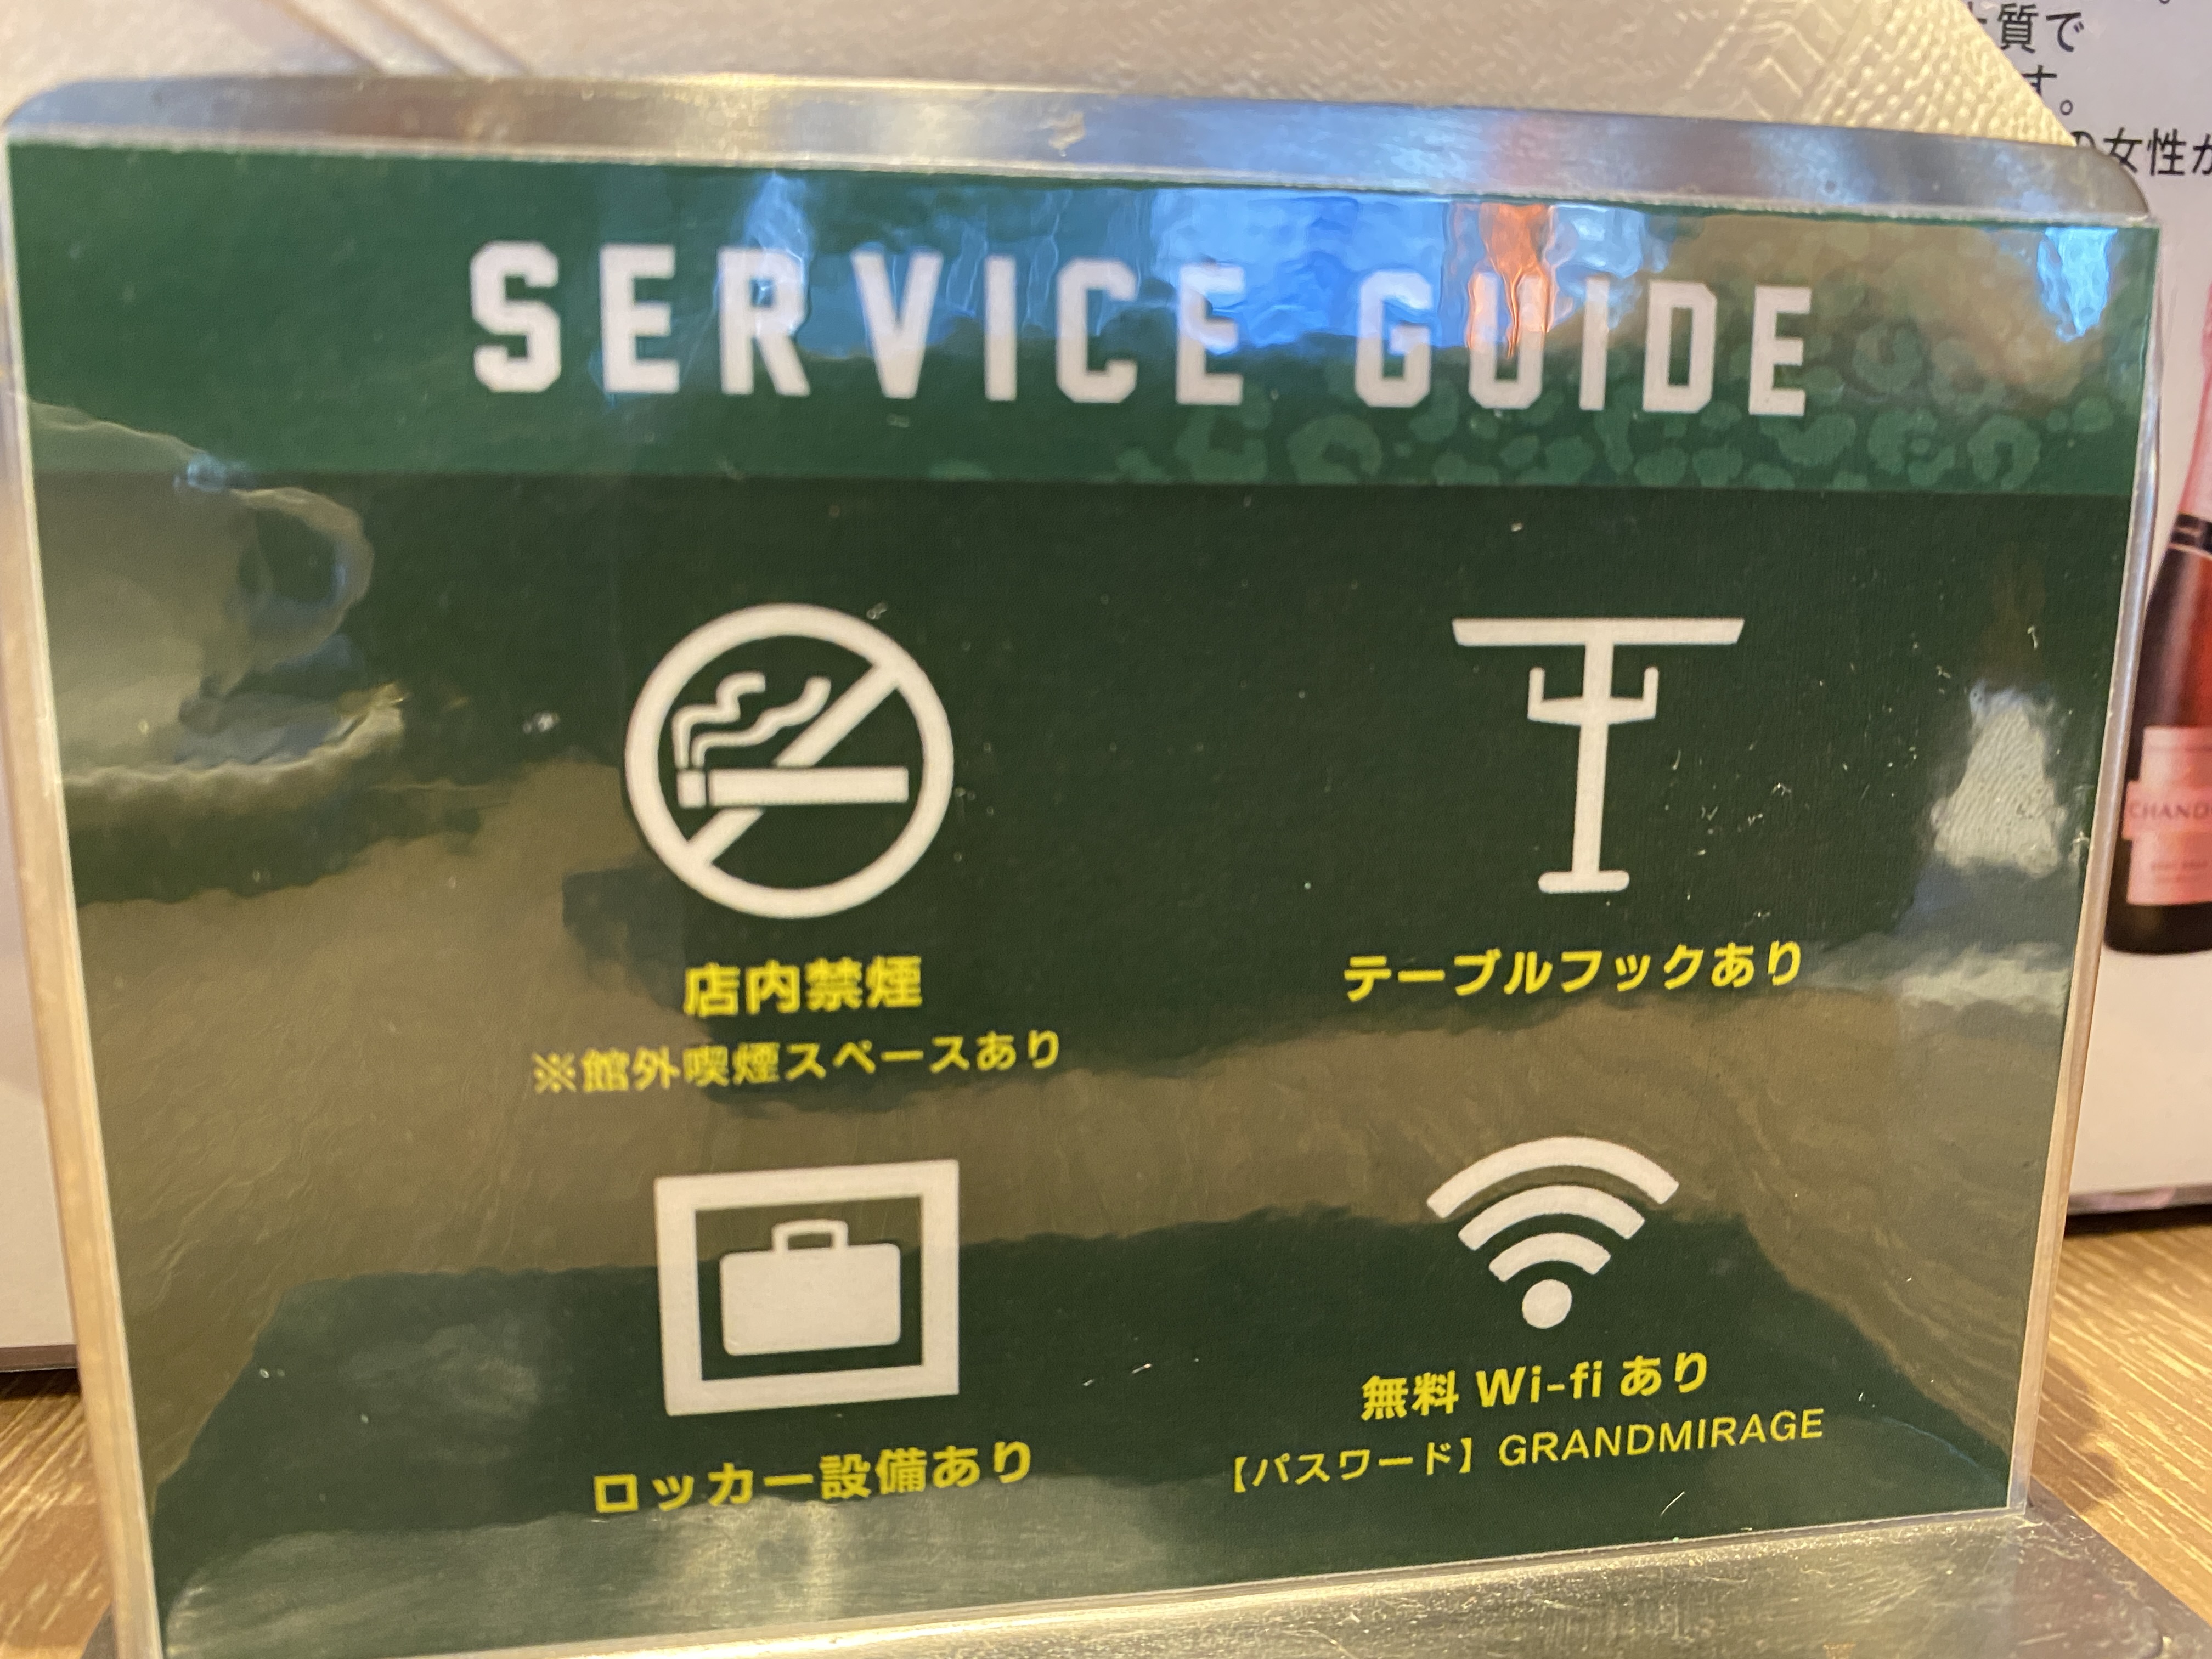 SERVICE GUIDE
店内禁煙
※館外喫煙スペースあり
テーブルフックあり
ロッカー設備あり
無料 Wi-fi あり
【パスワード】GRANDMIRAGE
質で
す。
の女性が
CHAND